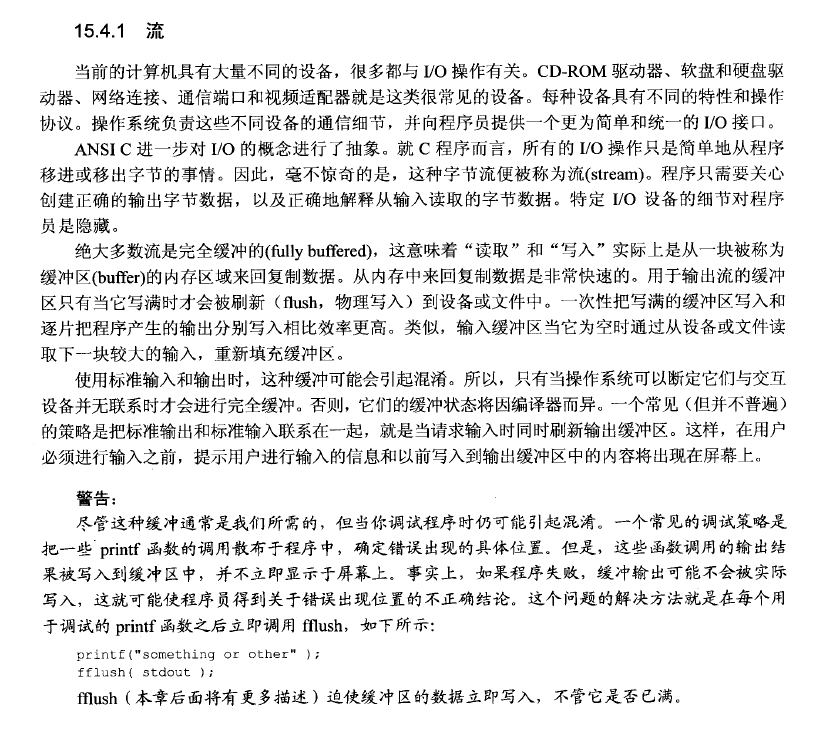 15.4.1 流
当前的计算机具有大量不同的设备，很多都与 I/O 操作有关。CD-ROM 驱动器、软盘和硬盘驱
动器、网络连接、通信端口和视频适配器就是这类很常见的设备。每种设备具有不同的特性和操作
协议。操作系统负责这些不同设备的通信细节，并向程序员提供一个更为简单和统一的 I/O 接口。
ANSI C 进一步对 I/O 的概念进行了抽象。就 C 程序而言，所有的 I/O 操作只是简单地从程序
移进或移出字节的事情。因此，毫不惊奇的是，这种字节流便被称为流(stream)。程序只需要关心
创建正确的输出字节数据，以及正确地解释从输入读取的字节数据。特定 I/O 设备的细节对程序
员是隐藏。
绝大多数流是完全缓冲的(fully buffered)，这意味着“读取”和“写入”实际上是从一块被称为
缓冲区(buffer)的内存区域来回复制数据。从内存中来回复制数据是非常快速的。用于输出流的缓冲
区只有当它写满时才会被刷新（flush，物理写入）到设备或文件中。一次性把写满的缓冲区写入和
逐片把程序产生的输出分别写入相比效率更高。类似，输入缓冲区当它为空时通过从设备或文件读
取下一块较大的输入，重新填充缓冲区。
使用标准输入和输出时，这种缓冲可能会引起混淆。所以，只有当操作系统可以断定它们与交互
设备并无联系时才会进行完全缓冲。否则，它们的缓冲状态将因编译器而异。一个常见（但并不普遍）
的策略是把标准输出和标准输入联系在一起，就是当请求输入时同时刷新输出缓冲区。这样，在用户
必须进行输入之前，提示用户进行输入的信息和以前写入到输出缓冲区中的内容将出现在屏幕上。
警告：
尽管这种缓冲通常是我们所需的，但当你调试程序时仍可能引起混淆。一个常见的调试策略是
把一些 printf 函数的调用散布于程序中，确定错误出现的具体位置。但是，这些函数调用的输出结
果被写入到缓冲区中，并不立即显示于屏幕上。事实上，如果程序失败，缓冲输出可能不会被实际
写入，这就可能使程序员得到关于错误出现位置的不正确结论。这个问题的解决方法就是在每个用
于调试的 printf 函数之后立即调用 fflush，如下所示：
printf("something or other" );
fflush( stdout );
fflush（本章后面将有更多描述）迫使缓冲区的数据立即写入，不管它是否已满。